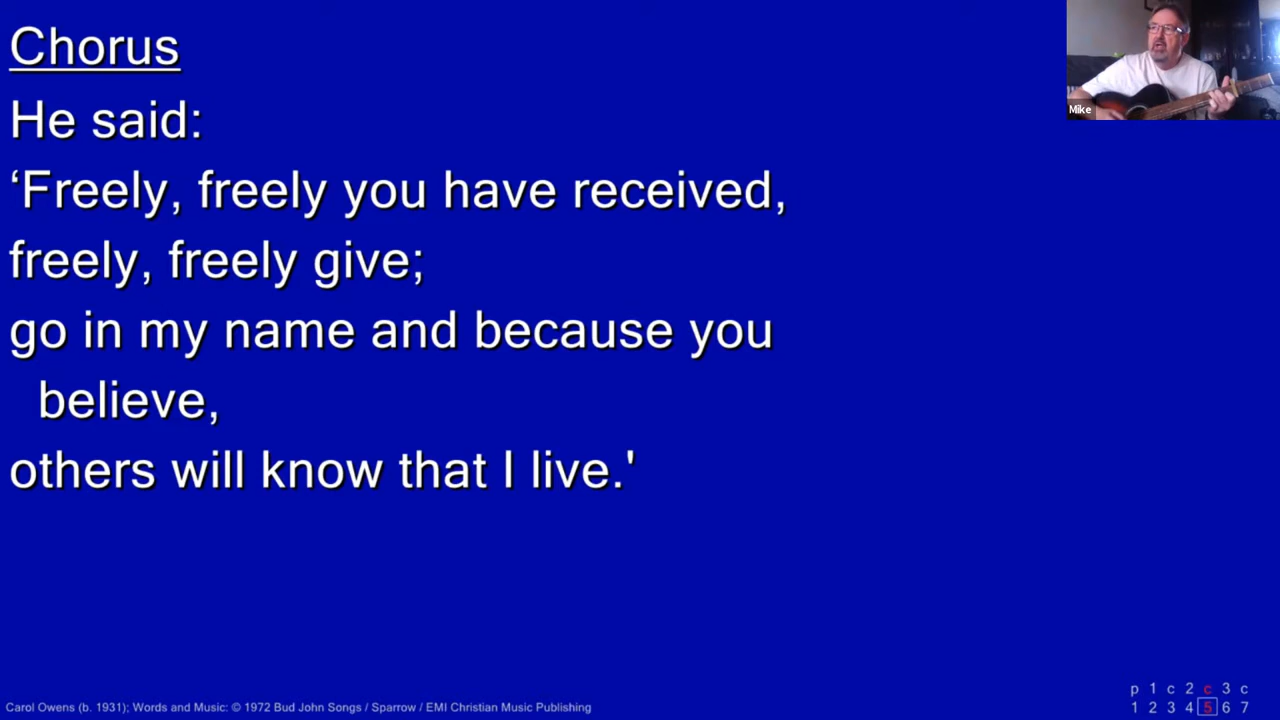 Chorus
He said:
‘Freely, freely you have received,
freely, freely give;
go in my name and because you
believe,
others will know that I live.'
Mike
Carol Owens (b. 1931); Words and Music: © 1972 Bud John Songs / Sparrow / EMI Christian Music Publishing
p 1 c 2 c 3 c
1 2 3 4 5 6 7